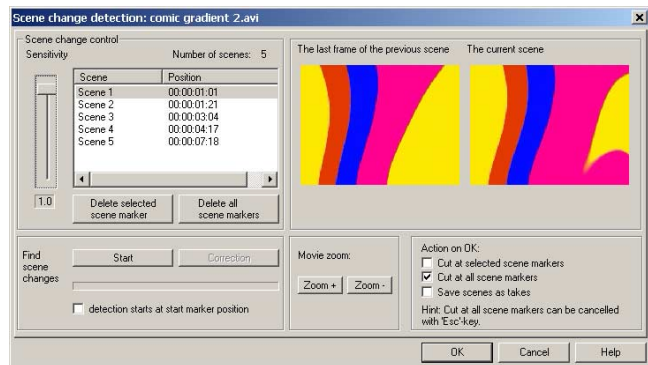 Scene change detection: comic gradient 2.avi
Scene change control
Sensitivity
Number of scenes: 5
Scene Position
Scene 1 00:00:01:01
Scene 2 00:00:01:21
Scene 3 00:00:03:04
Scene 4 00:00:04:17
Scene 5 00:00:07:18
1.0
Delete selected
scene marker
Delete all
scene markers
The last frame of the previous scene
The current scene
Find
scene
changes
Start
Correction
detection starts at start marker position
Movie zoom:
Zoom +
Zoom -
Action on OK:
Cut at selected scene markers
Cut at all scene markers
Save scenes as takes
Hint: Cut at all scene markers can be cancelled
with 'Esc'-key.
OK
Cancel
Help